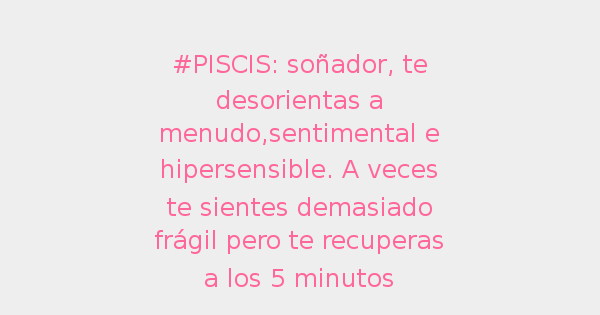 #PISCIS: soñador, te
desorientas a
menudo,sentimental e
hipersensible. A veces
te sientes demasiado
frágil pero te recuperas
a los 5 minutos